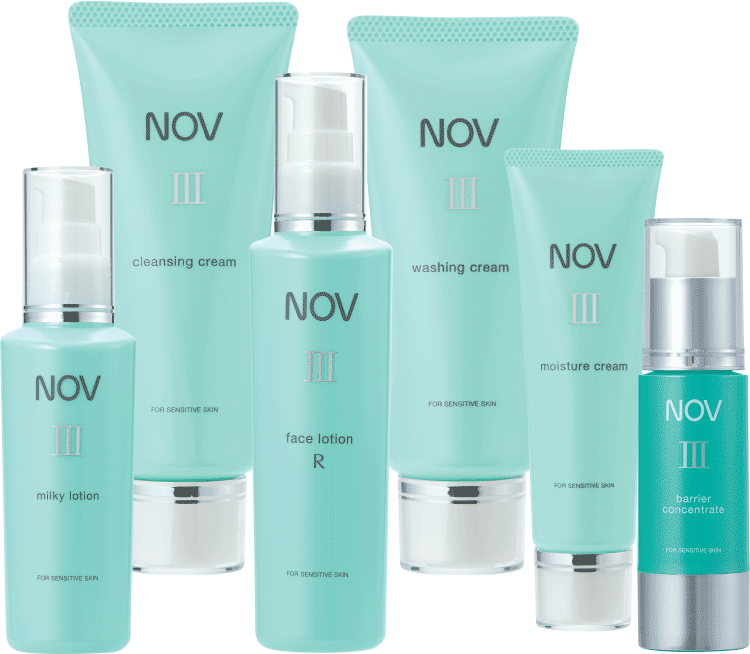 NOV
III
cleansing cream
FOR SENSITIVE SKIN
NOV
III
washing cream
FOR SENSITIVE SKIN
NOV
III
milky lotion
FOR SENSITIVE SKIN
NOV
III
face lotion
R
FOR SENSITIVE SKIN
NOV
III
moisture cream
FOR SENSITIVE SKIN
NOV
III
barrier
concentrate
FOR SENSITIVE SKIN